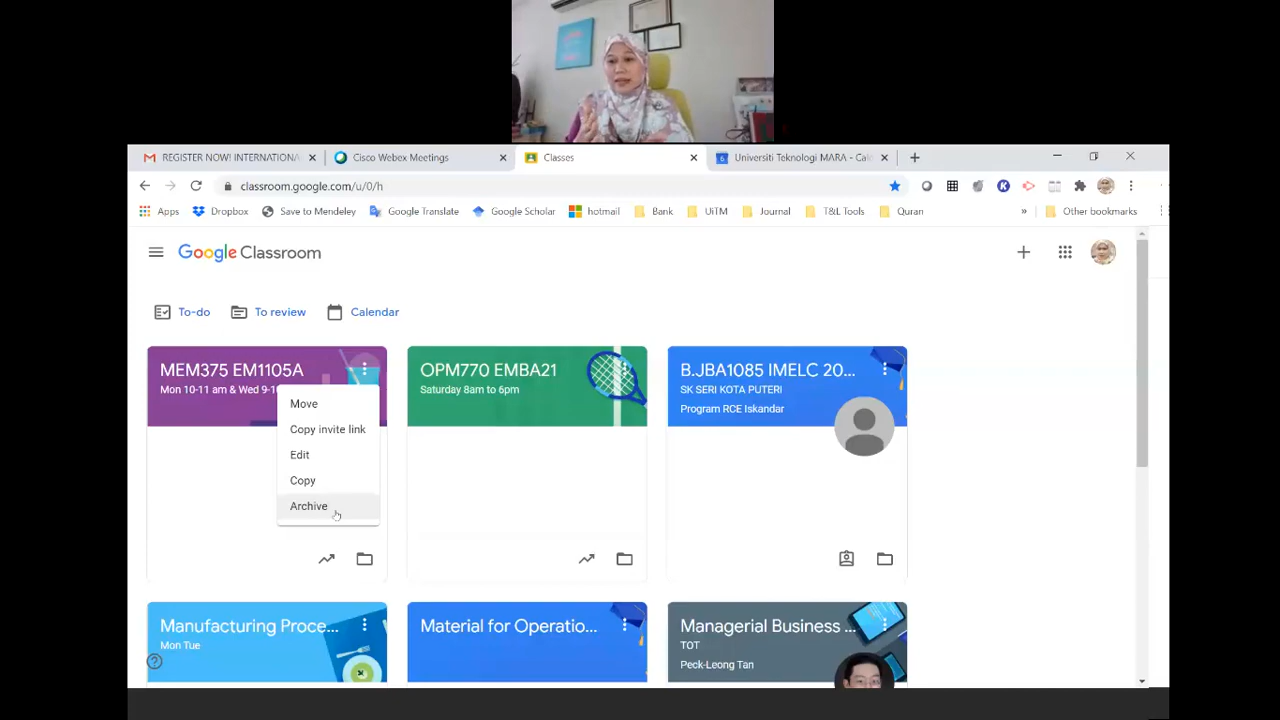 REGISTER NOW! INTERNATIONA
Cisco Webex Meetings
Classes
Universiti Teknologi MARA - Cal
classroom.google.com/u/0/h
Apps
Dropbox
Save to Mendeley
Google Translate
Google Scholar
hotmail
Bank
UiTM
Journal
T&L Tools
Quran
»
Other bookmarks
Google Classroom
To-do
To review
Calendar
MEM375 EM1105A
Mon 10-11 am & Wed 9-1
Move
Copy invite link
Edit
Copy
Archive
OPM770 EMBA21
Saturday 8am to 6pm
B.JBA1085 IMELC 20...
SK SERI KOTA PUTERI
Program RCE Iskandar
Manufacturing Proce...
Mon Tue
Material for Operatio...
Managerial Business ...
TOT
Peck-Leong Tan